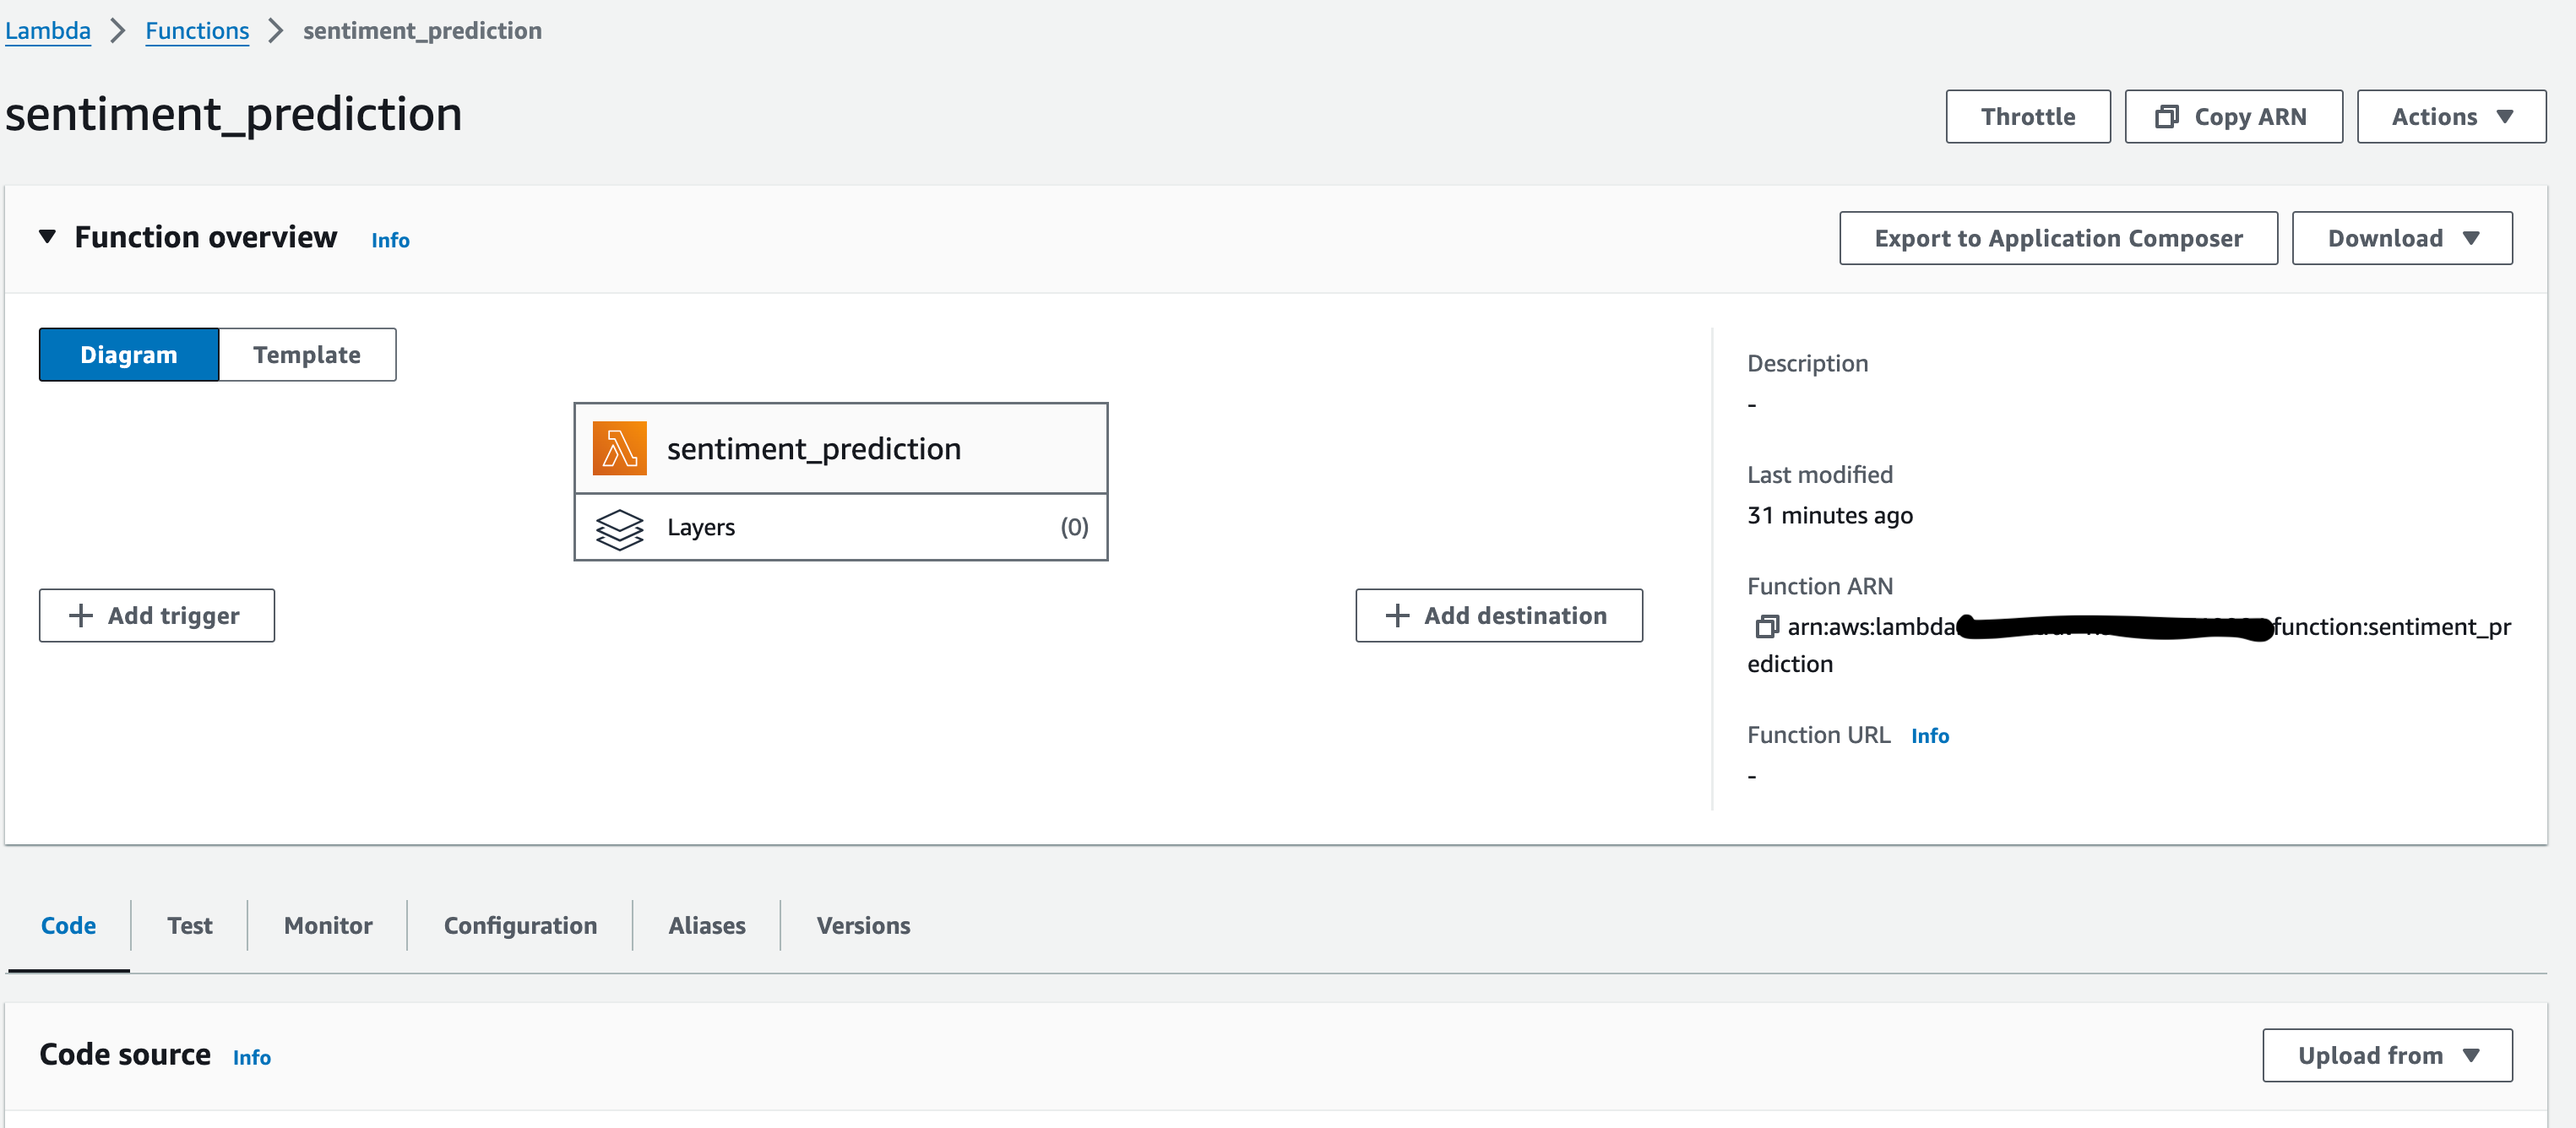 Lambda > Functions > sentiment_prediction
sentiment_prediction
Throttle
Copy ARN
Actions
Function overview Info
Export to Application Composer
Download
Diagram
Template
sentiment_prediction
Layers (0)
+ Add trigger
+ Add destination
Description
-
Last modified
31 minutes ago
Function ARN
arn:aws:lambda function:sentiment_pr
ediction
Function URL Info
-
Code
Test
Monitor
Configuration
Aliases
Versions
Code source Info
Upload from